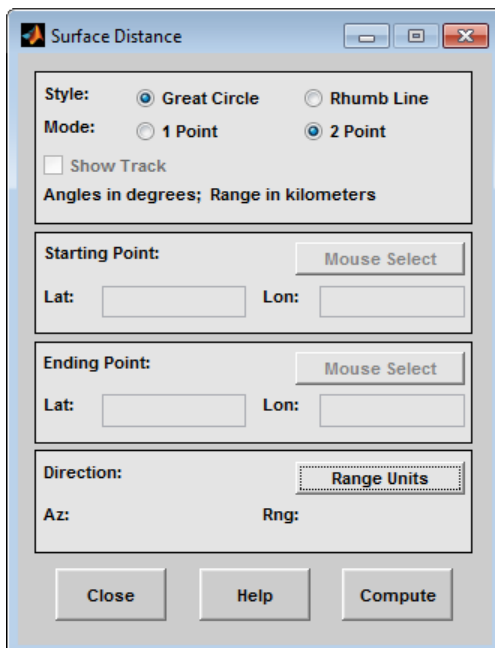 Surface Distance
Style: Great Circle Rhumb Line
Mode: 1 Point 2 Point
Show Track
Angles in degrees; Range in kilometers
Starting Point: Mouse Select
Lat: Lon:
Ending Point: Mouse Select
Lat: Lon:
Direction: Range Units
Az: Rng:
Close Help Compute